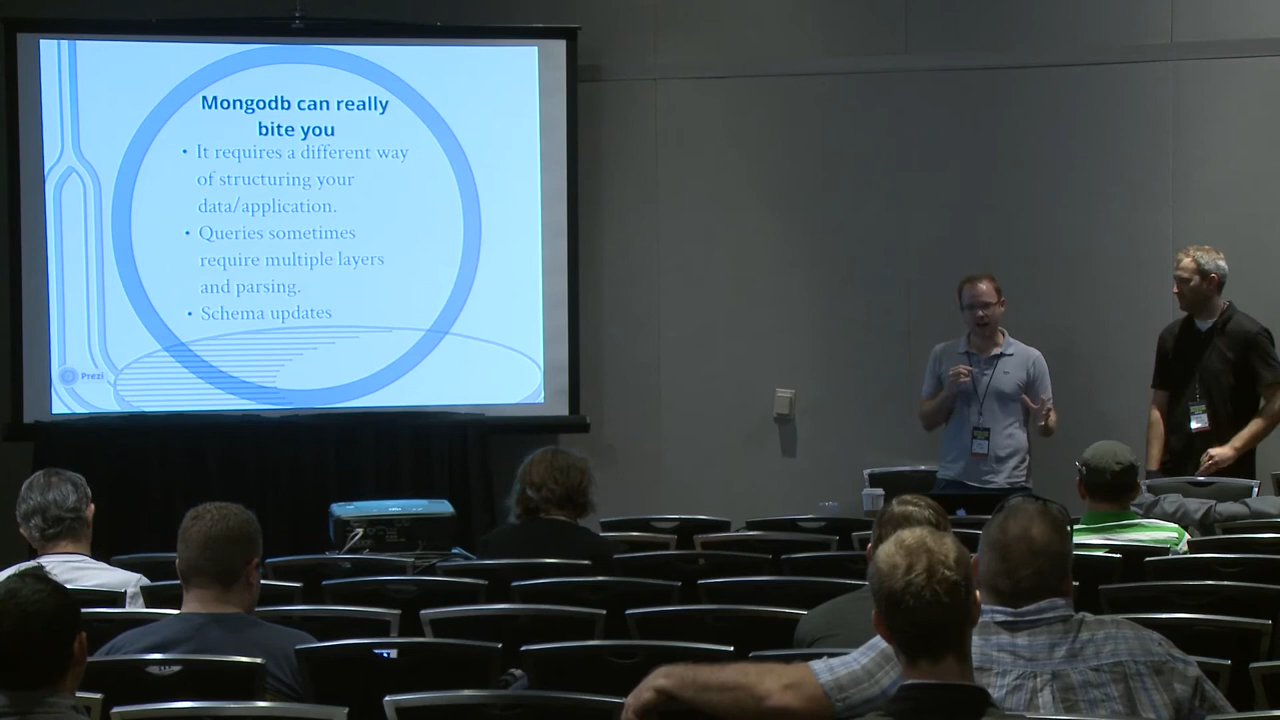 Mongodb can really
bite you
• It requires a different way
of structuring your
data/application.
• Queries sometimes
require multiple layers
and parsing.
• Schema updates
Prezi